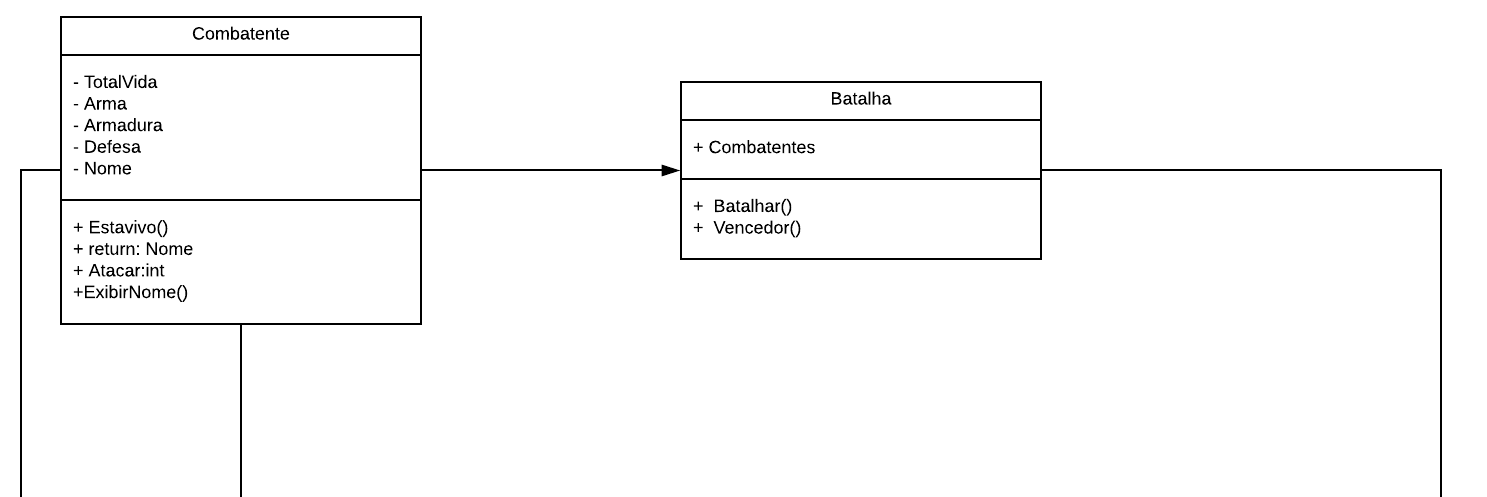 Combatente
- TotalVida
- Arma
- Armadura
- Defesa
- Nome
+ Estavivo()
+ return: Nome
+ Atacar:int
+ExibirNome()
Batalha
+ Combatentes
+ Batalhar()
+ Vencedor()